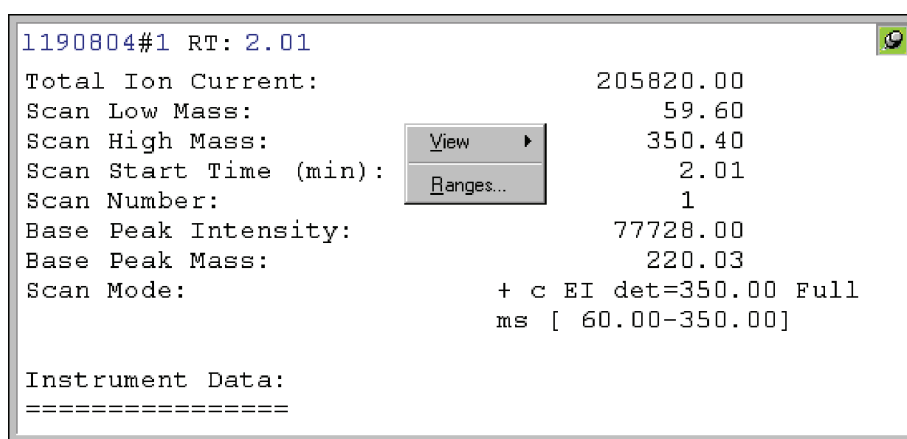 1190804#1 RT: 2.01
Total Ion Current: 205820.00
Scan Low Mass: 59.60
Scan High Mass: 350.40
Scan Start Time (min): 2.01
Scan Number: 1
Base Peak Intensity: 77728.00
Base Peak Mass: 220.03
Scan Mode: + c EI det=350.00 Full
ms [ 60.00-350.00]
Instrument Data:
================
View
Ranges...